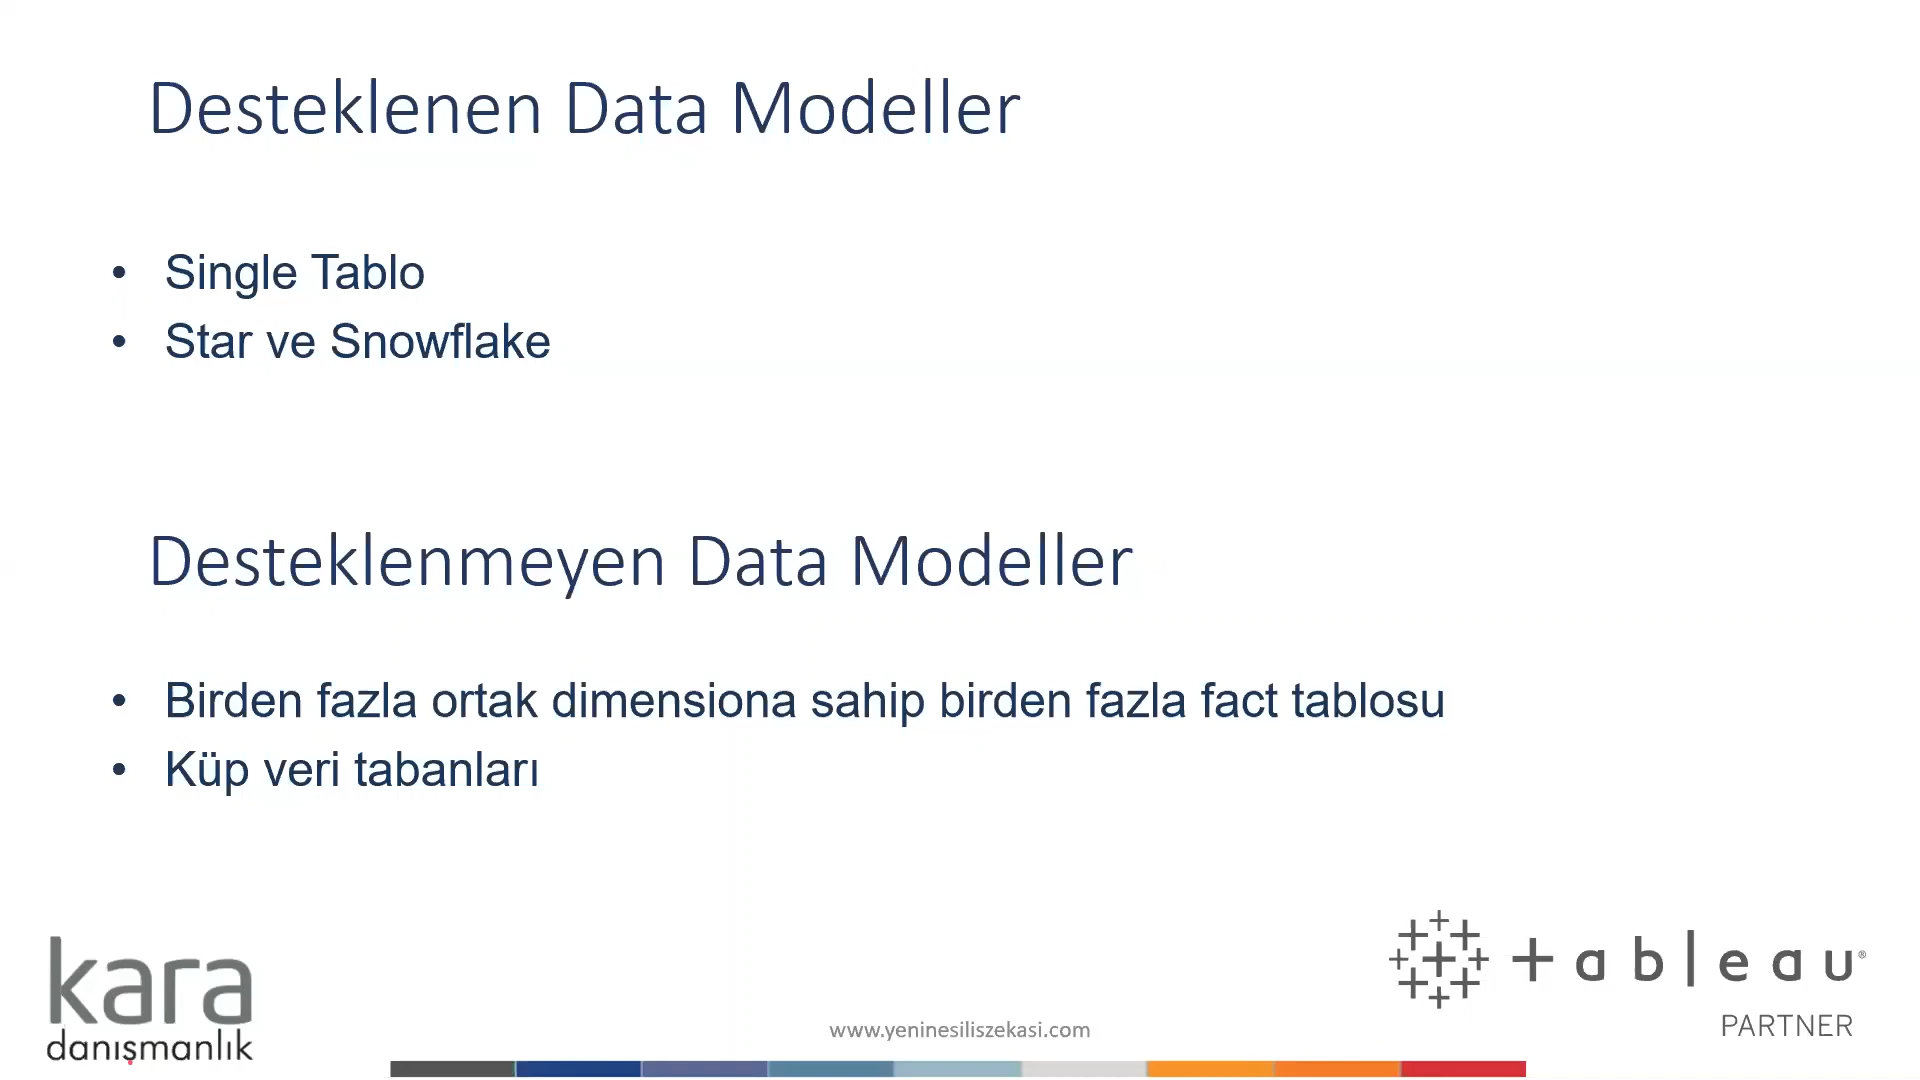 Desteklenen Data Modeller
• Single Tablo
• Star ve Snowflake
Desteklenmeyen Data Modeller
• Birden fazla ortak dimensiona sahip birden fazla fact tablosu
• Küp veri tabanları
kara
danışmanlık
www.yeninesiliszekasi.com
+ableau®
PARTNER